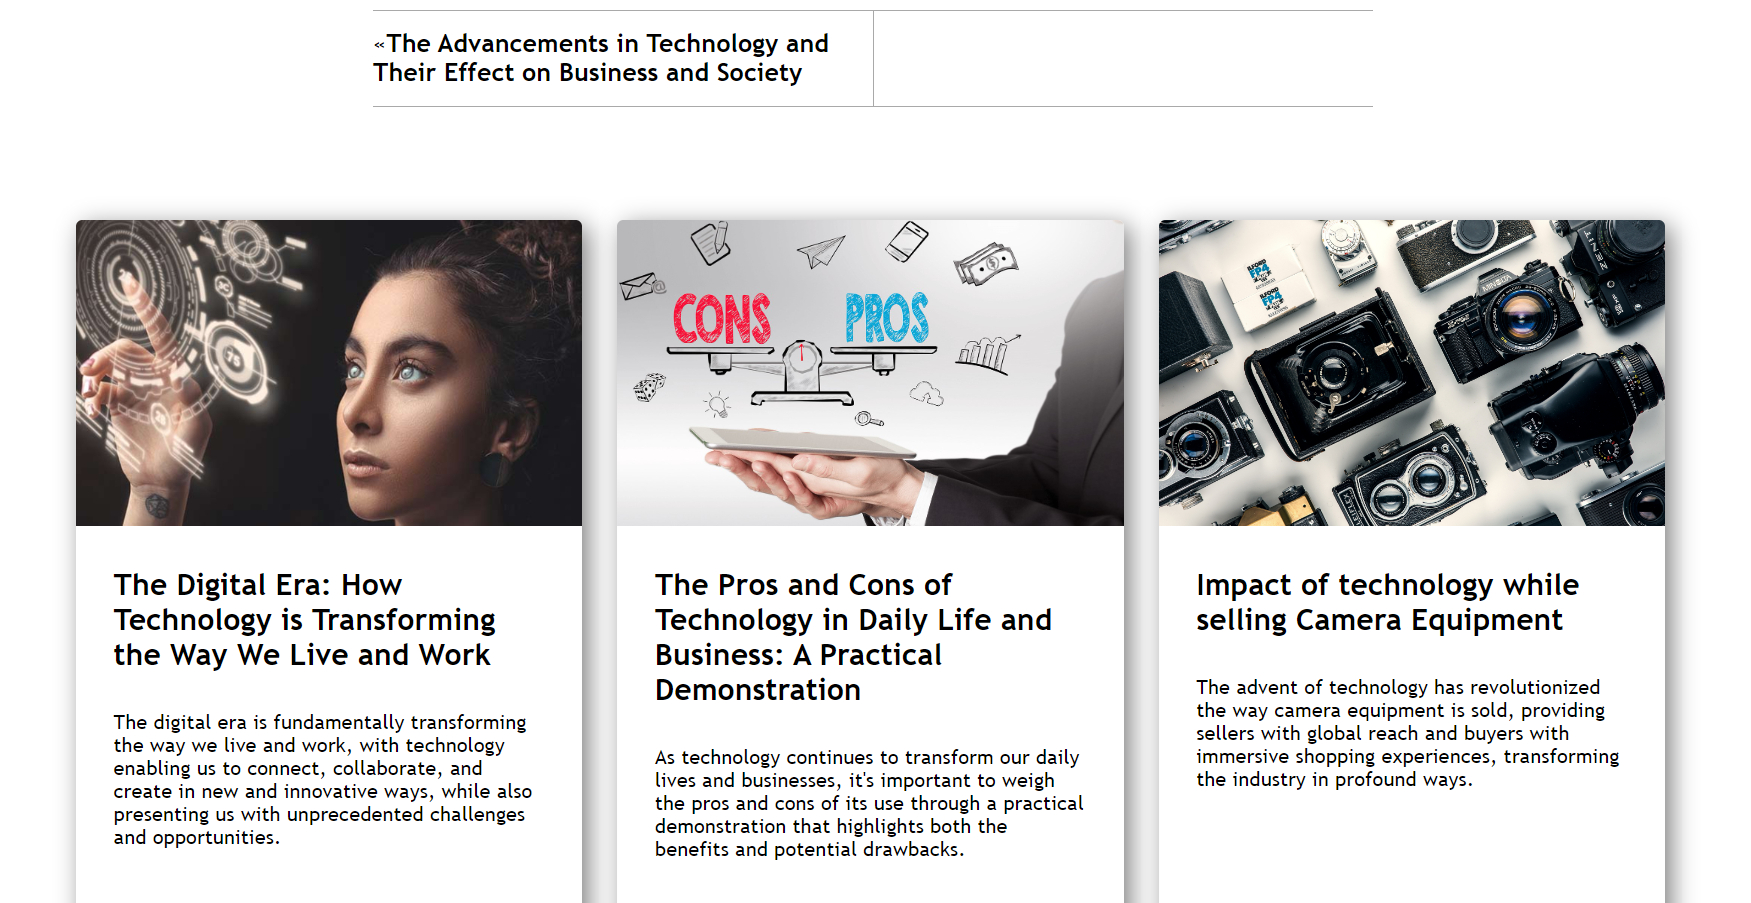 «The Advancements in Technology and
Their Effect on Business and Society
CONS PROS
ILFORD
FP4
ILFORD
FP4
MINOLTA
ZENIT
The Digital Era: How
Technology is Transforming
the Way We Live and Work
The digital era is fundamentally transforming
the way we live and work, with technology
enabling us to connect, collaborate, and
create in new and innovative ways, while also
presenting us with unprecedented challenges
and opportunities.
The Pros and Cons of
Technology in Daily Life and
Business: A Practical
Demonstration
As technology continues to transform our daily
lives and businesses, it's important to weigh
the pros and cons of its use through a practical
demonstration that highlights both the
benefits and potential drawbacks.
Impact of technology while
selling Camera Equipment
The advent of technology has revolutionized
the way camera equipment is sold, providing
sellers with global reach and buyers with
immersive shopping experiences, transforming
the industry in profound ways.